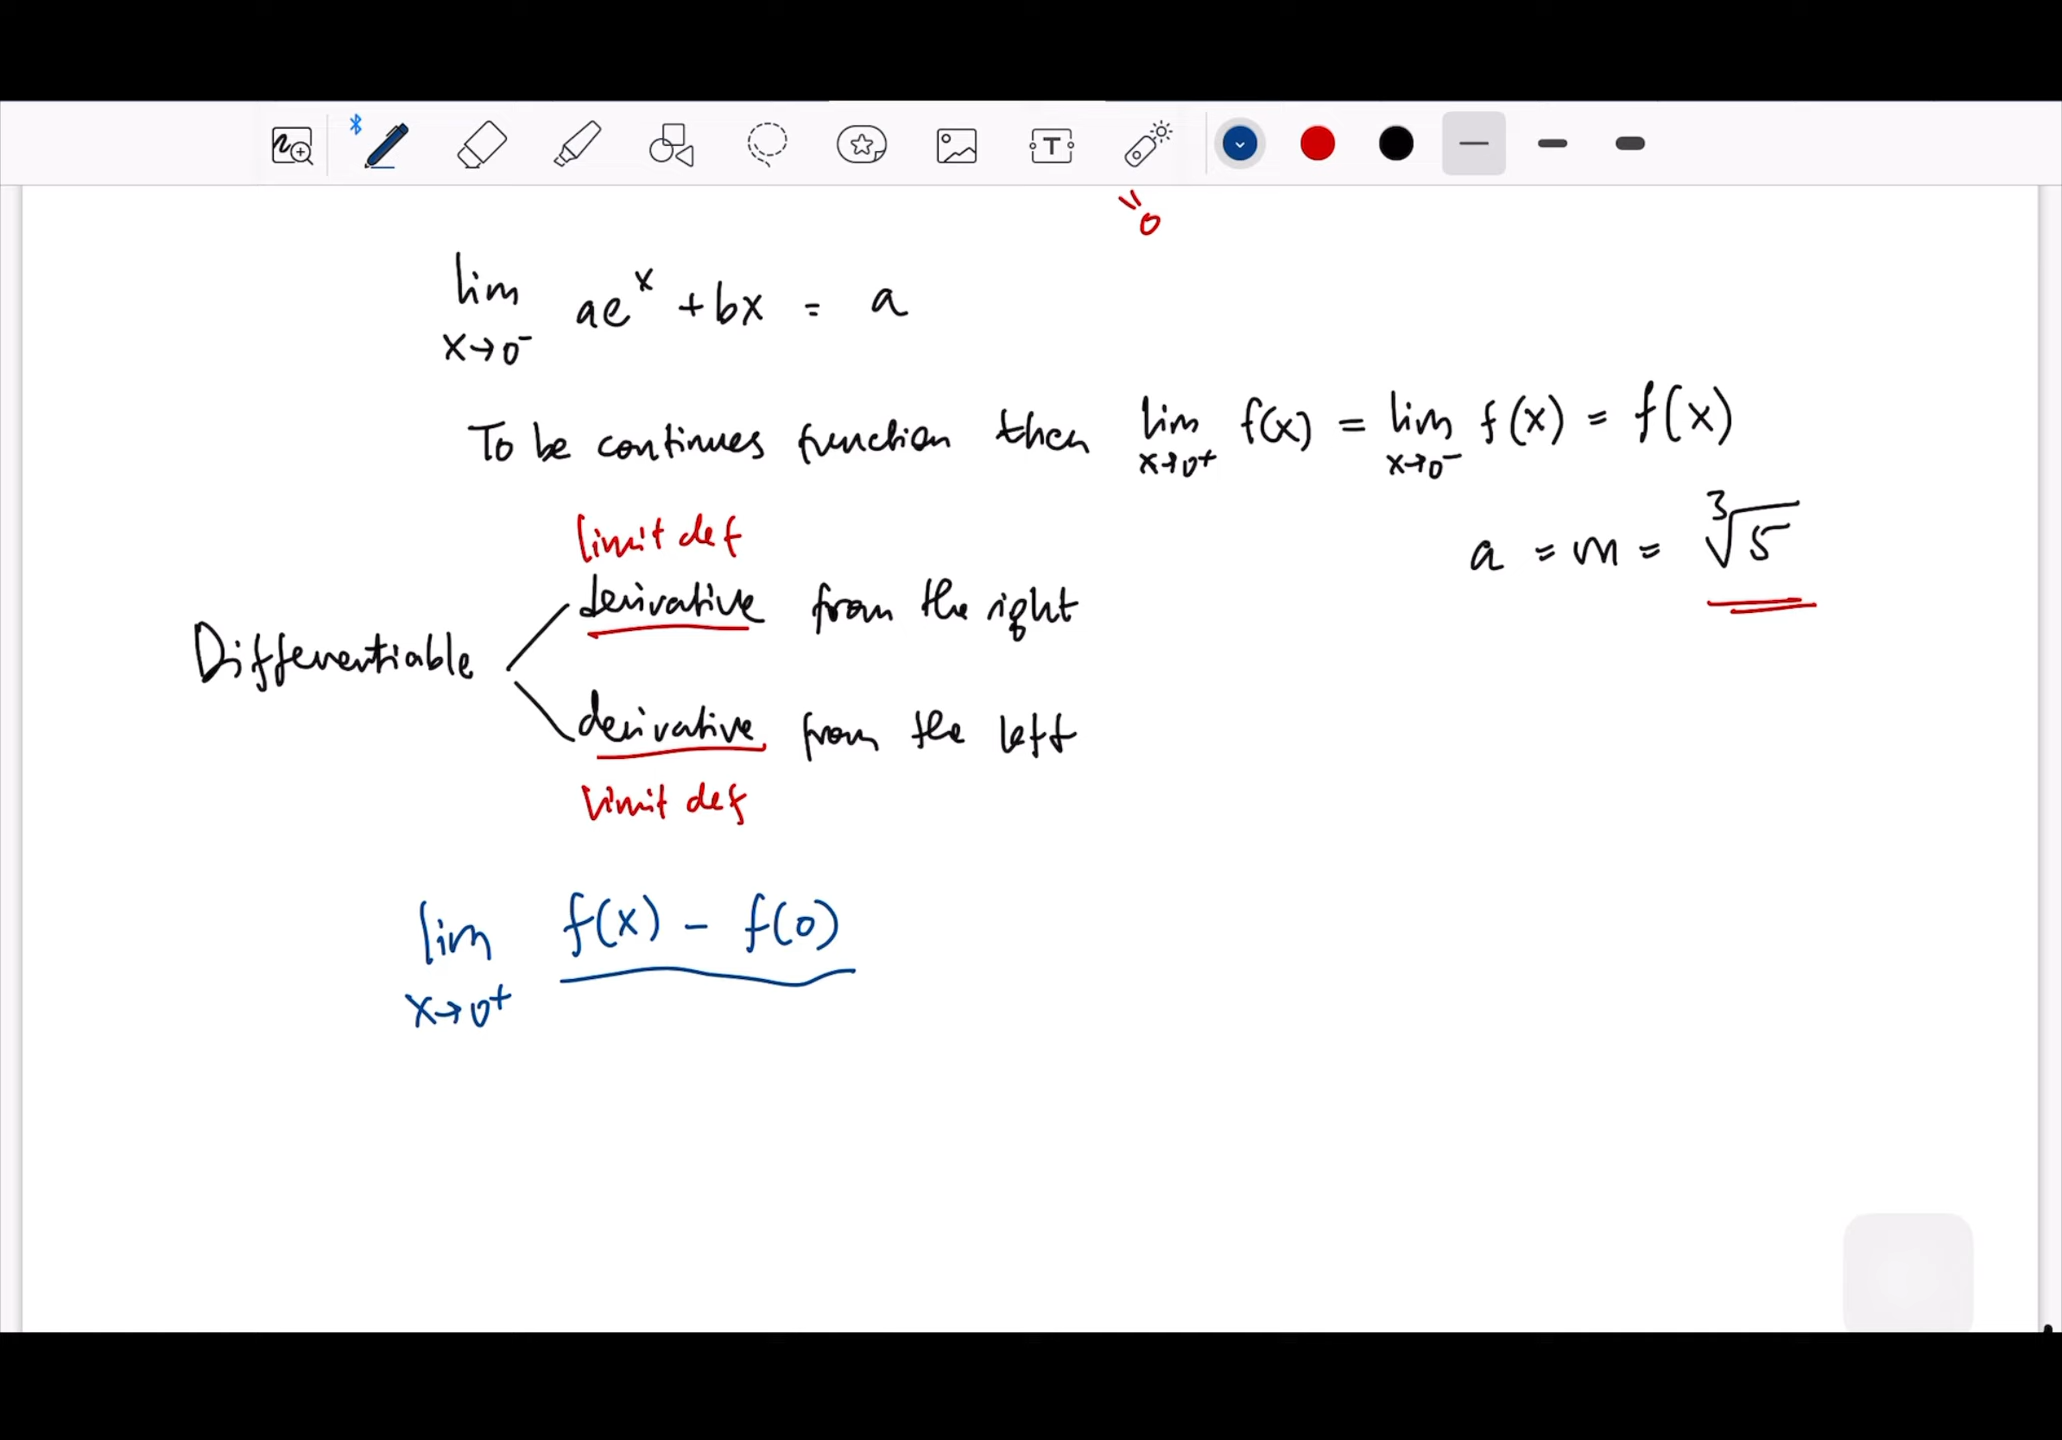 "0
lim x→0⁻ ae^x + bx = a
To be continues function then lim x→0⁺ f(x) = lim x→0⁻ f(x) = f(x)
a = m = ∛5
limit def
derivative from the right
Differentiable
derivative from the left
limit def
lim x→0⁺ f(x) - f(0)